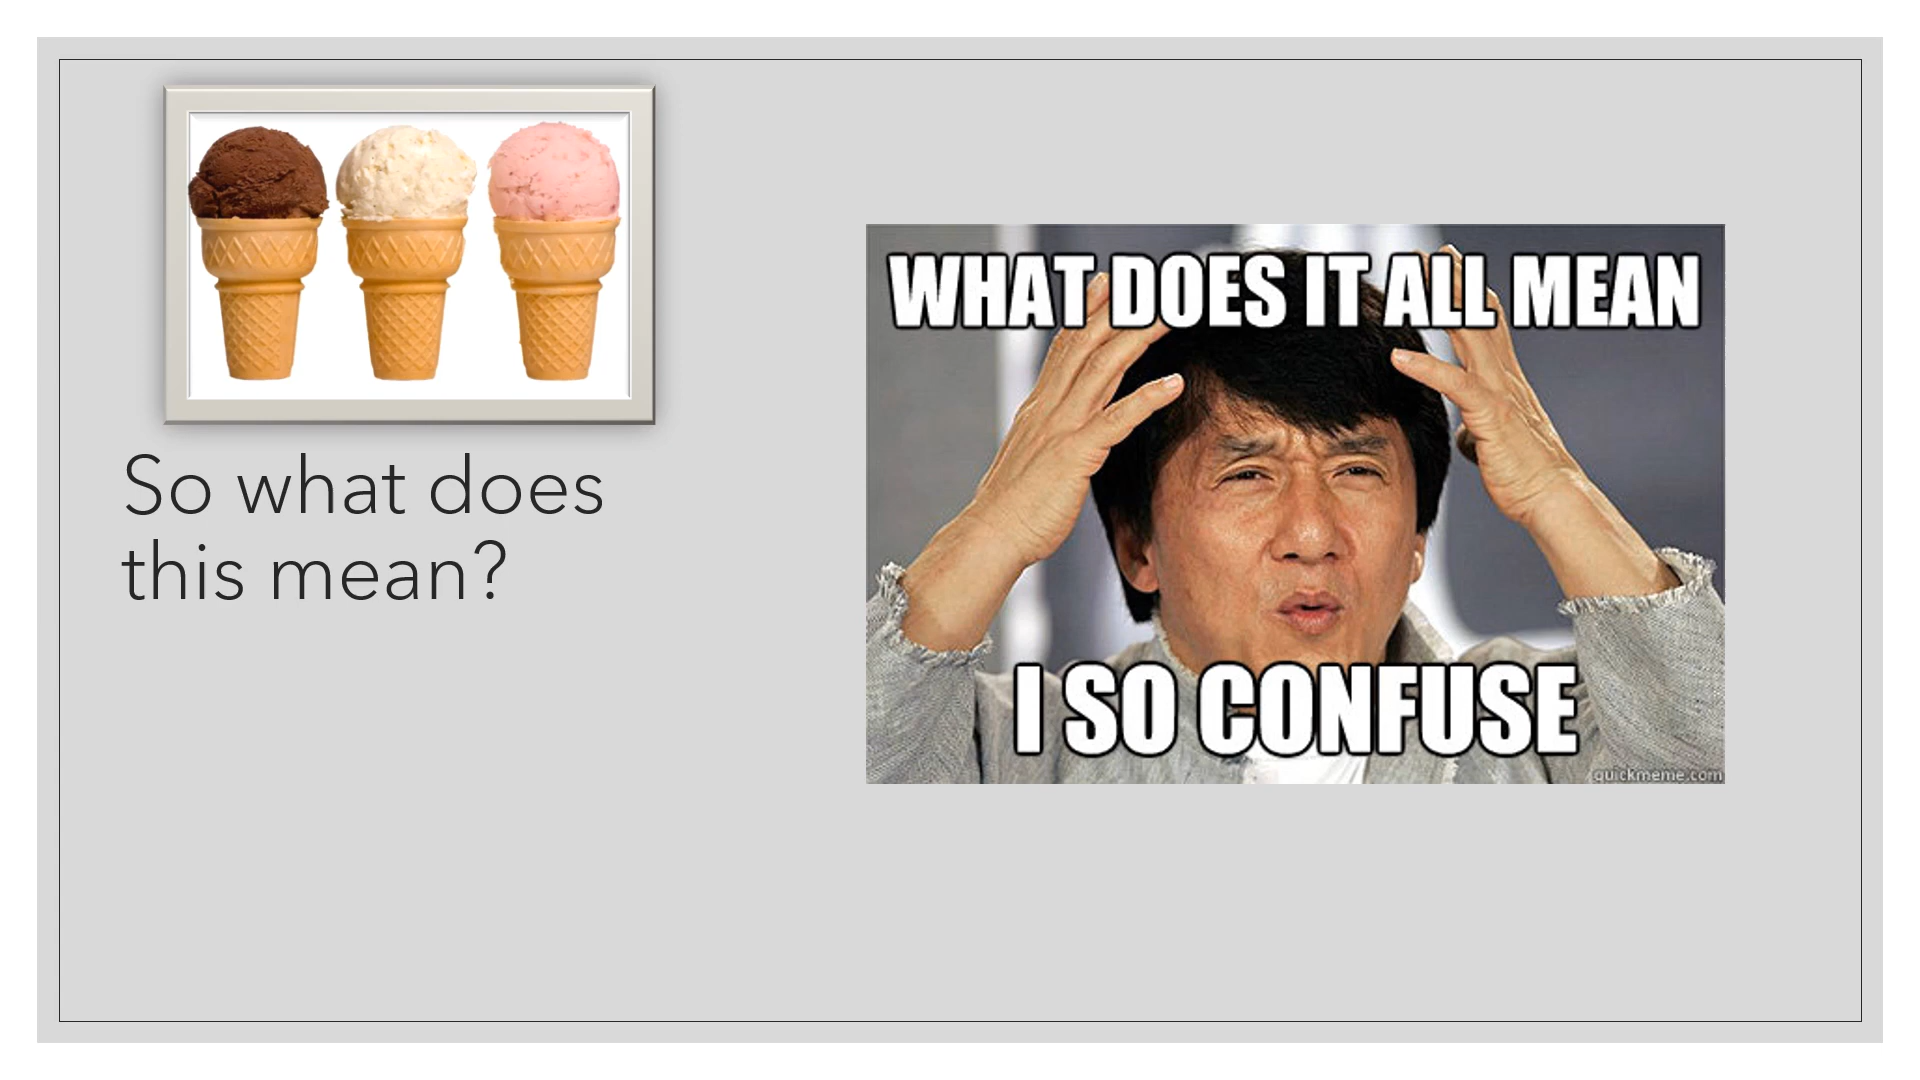 So what does
this mean?
WHAT DOES IT ALL MEAN
I SO CONFUSE
quickmeme.com